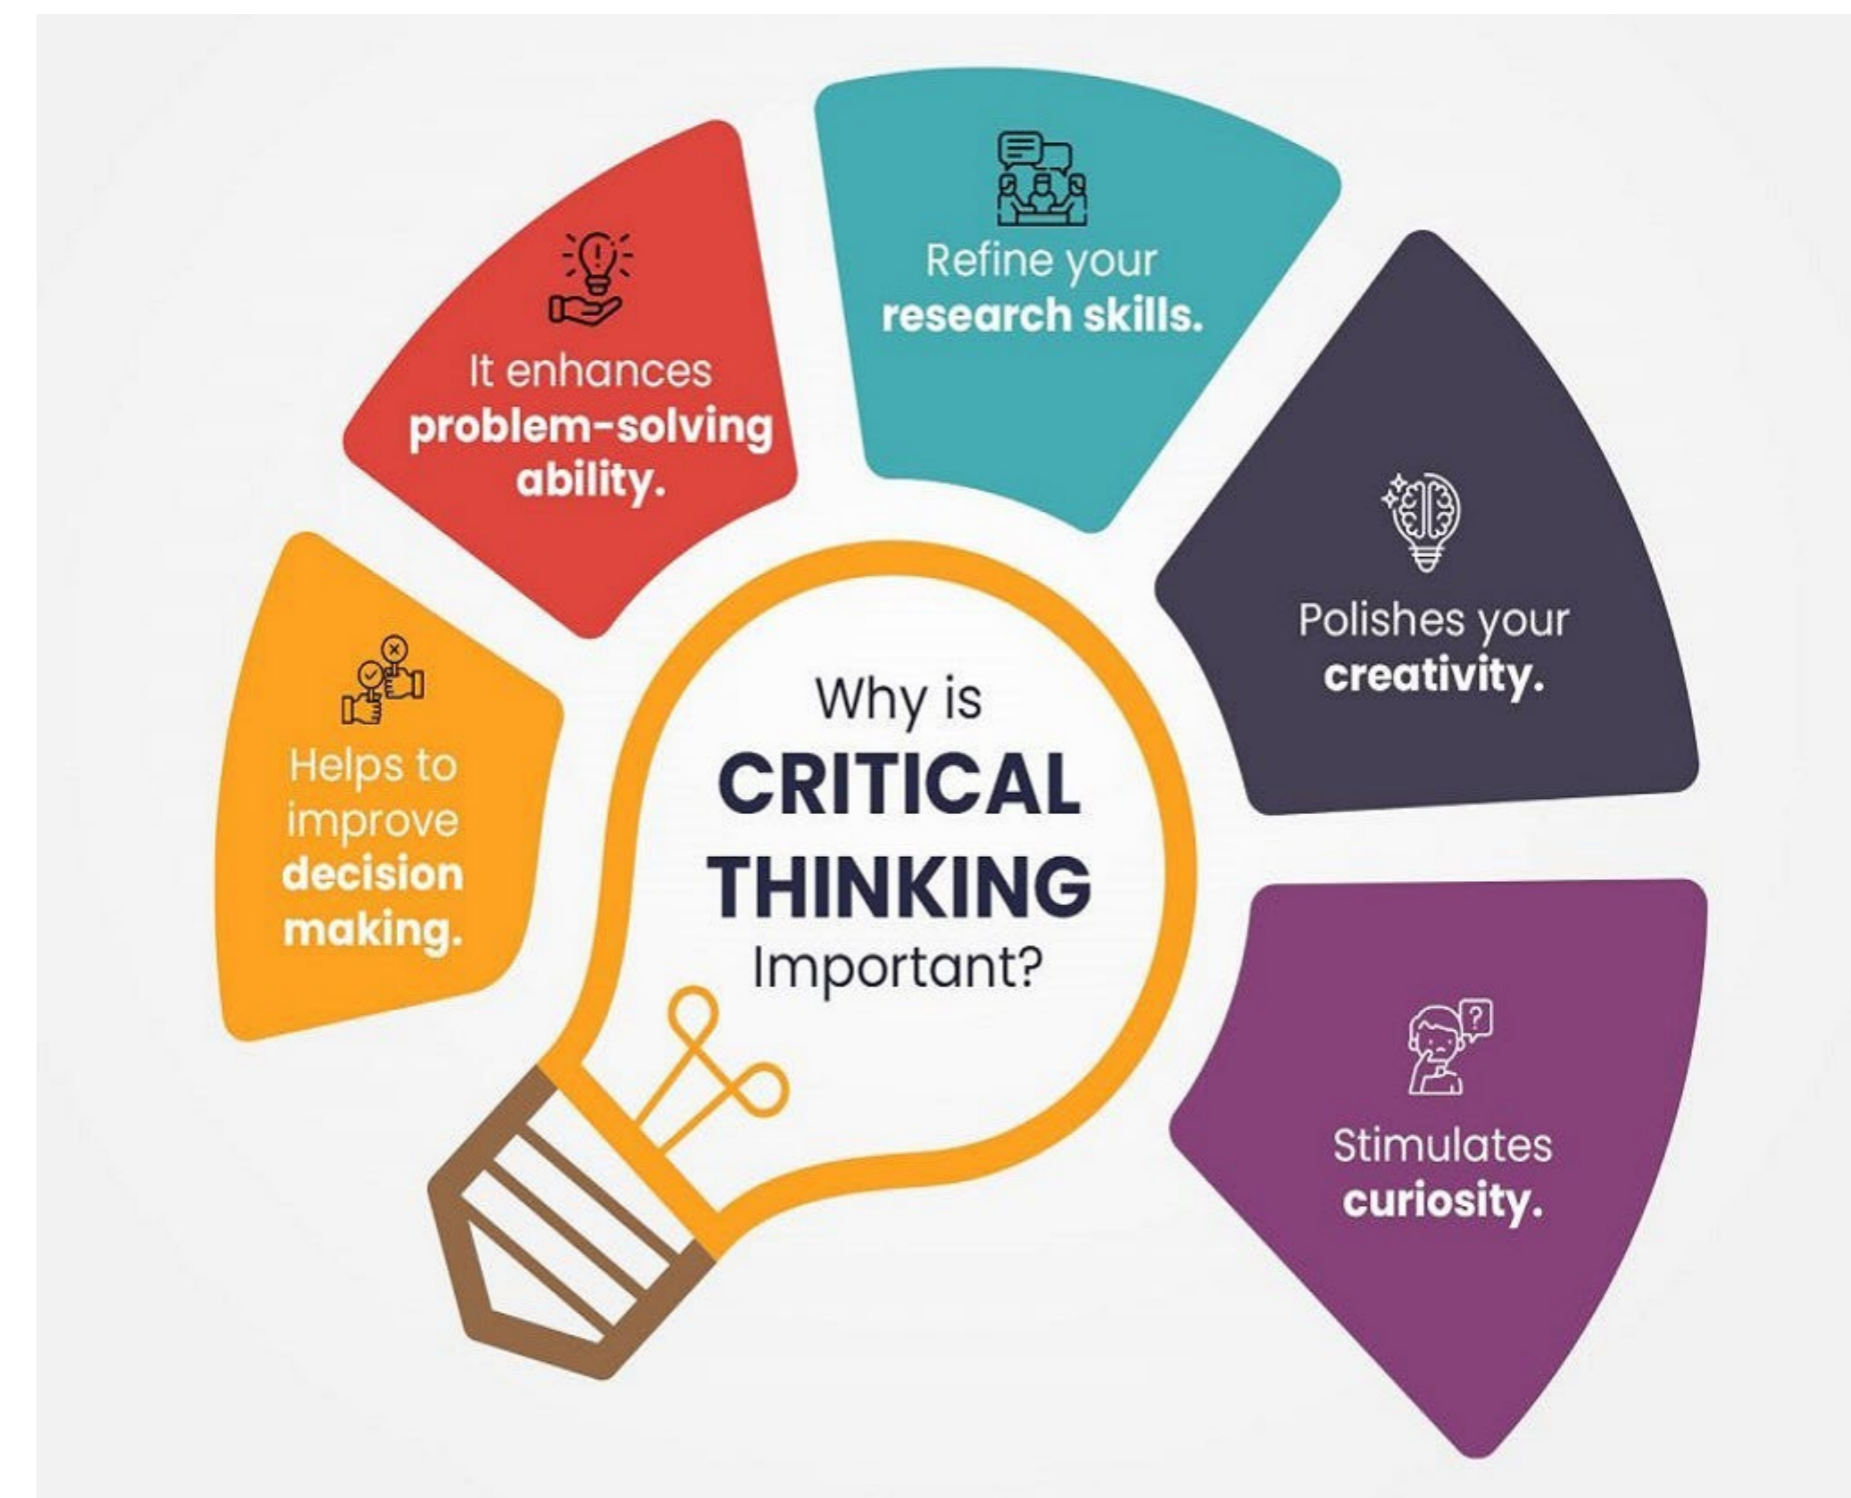 Why is
CRITICAL
THINKING
Important?
Helps to
improve
decision
making.
It enhances
problem-solving
ability.
Refine your
research skills.
Polishes your
creativity.
Stimulates
curiosity.